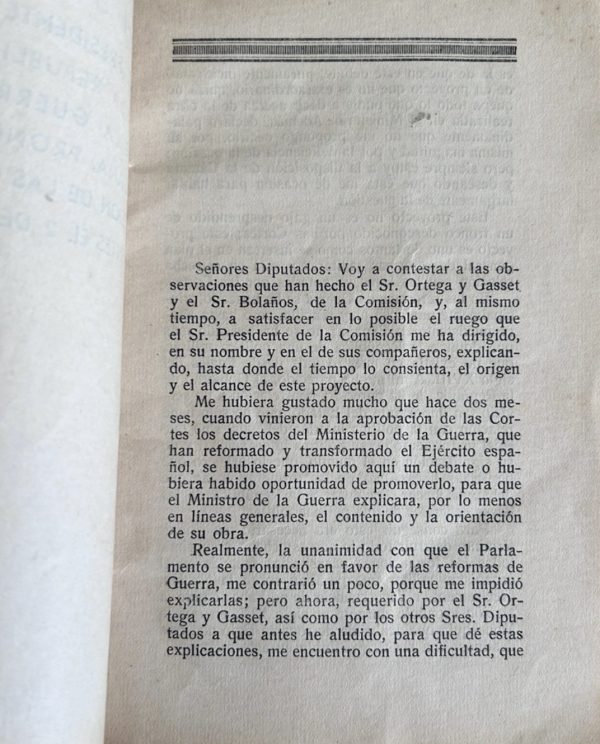 Señores Diputados: Voy a contestar a las ob-
servaciones que han hecho el Sr. Ortega y Gasset
y el Sr. Bolaños, de la Comisión, y, al mismo
tiempo, a satisfacer en lo posible el ruego que
el Sr. Presidente de la Comisión me ha dirigido,
en su nombre y en el de sus compañeros, explican-
do, hasta donde el tiempo lo consienta, el origen
y el alcance de este proyecto.
Me hubiera gustado mucho que hace dos me-
ses, cuando vinieron a la aprobación de las Cor-
tes los decretos del Ministerio de la Guerra, que
han reformado y transformado el Ejército espa-
ñol, se hubiese promovido aquí un debate o hu-
biera habido oportunidad de promoverlo, para que
el Ministro de la Guerra explicara, por lo menos
en líneas generales, el contenido y la orientación
de su obra.
Realmente, la unanimidad con que el Parla-
mento se pronunció en favor de las reformas de
Guerra, me contrarió un poco, porque me impidió
explicarlas; pero ahora, requerido por el Sr. Or-
tega y Gasset, así como por los otros Sres. Dipu-
tados a que antes he aludido, para que dé estas
explicaciones, me encuentro con una dificultad, que